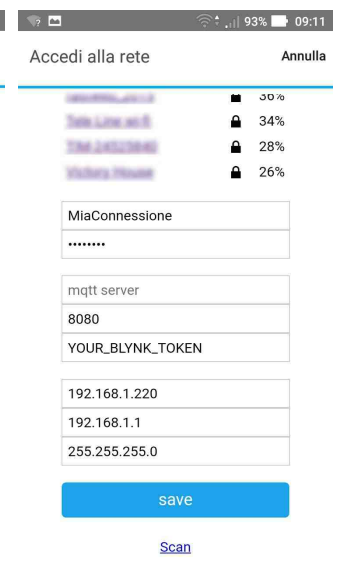 93% 09:11
Accedi alla rete Annulla
36%
34%
28%
26%
MiaConnessione
••••••••
mqtt server
8080
YOUR_BLYNK_TOKEN
192.168.1.220
192.168.1.1
255.255.255.0
save
Scan